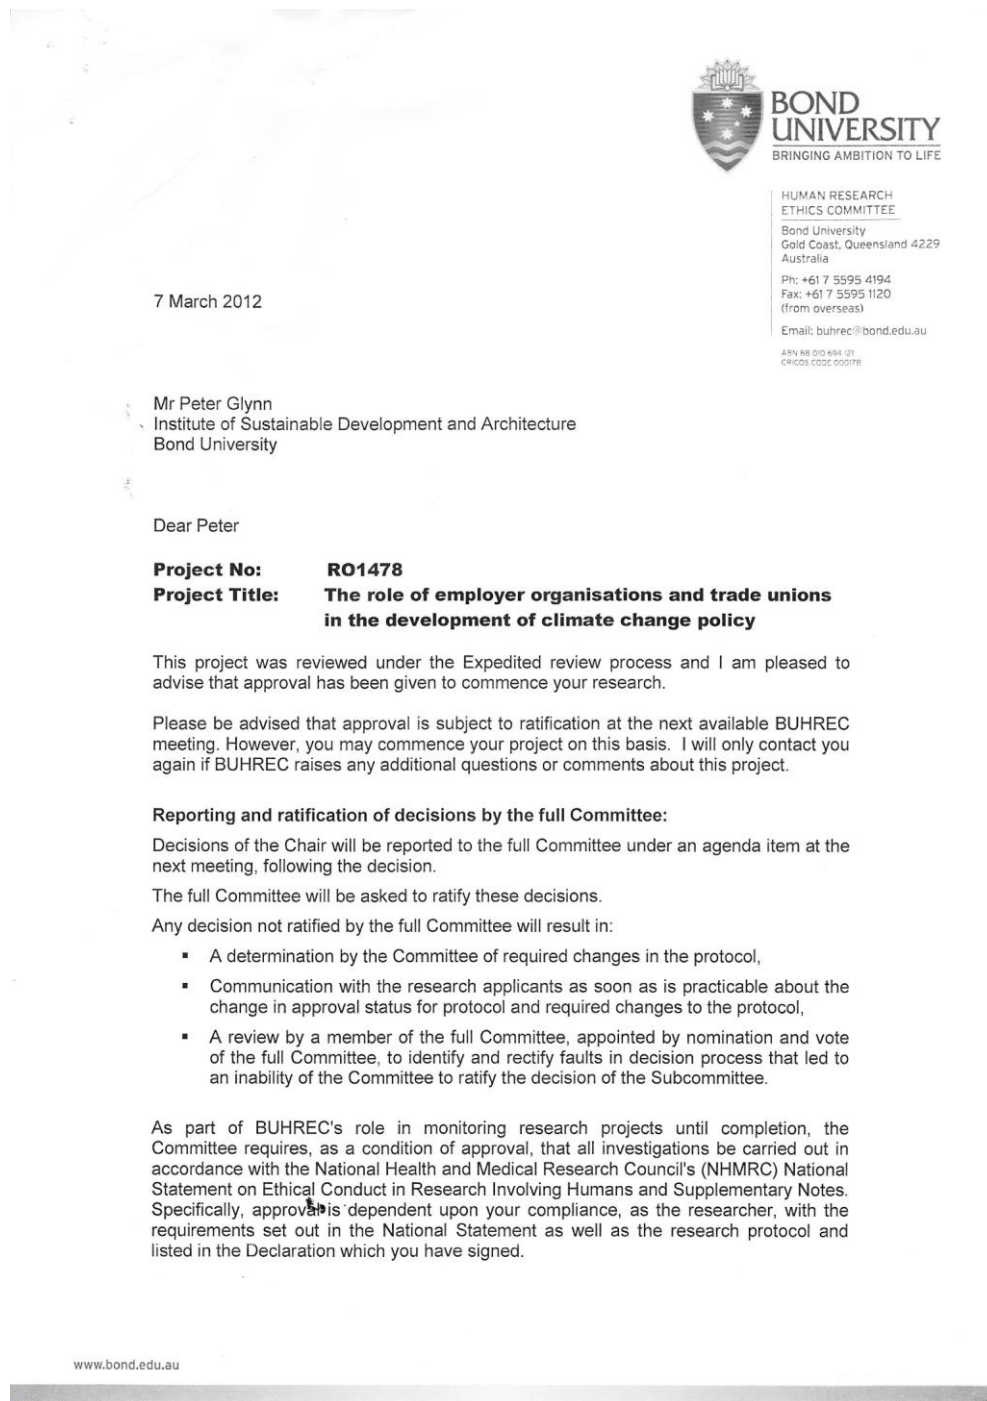 BOND
UNIVERSITY
BRINGING AMBITION TO LIFE
HUMAN RESEARCH
ETHICS COMMITTEE
Bond University
Gold Coast, Queensland 4229
Australia
Ph: +61 7 5595 4194
Fax: +61 7 5595 1120
(from overseas)
Email: buhrec@bond.edu.au
ABN 88 010 694 121
CRICOS CODE 00017B
7 March 2012
Mr Peter Glynn
Institute of Sustainable Development and Architecture
Bond University
Dear Peter
Project No: RO1478
Project Title: The role of employer organisations and trade unions
in the development of climate change policy
This project was reviewed under the Expedited review process and I am pleased to
advise that approval has been given to commence your research.
Please be advised that approval is subject to ratification at the next available BUHREC
meeting. However, you may commence your project on this basis. I will only contact you
again if BUHREC raises any additional questions or comments about this project.
Reporting and ratification of decisions by the full Committee:
Decisions of the Chair will be reported to the full Committee under an agenda item at the
next meeting, following the decision.
The full Committee will be asked to ratify these decisions.
Any decision not ratified by the full Committee will result in:
▪ A determination by the Committee of required changes in the protocol,
▪ Communication with the research applicants as soon as is practicable about the
change in approval status for protocol and required changes to the protocol,
▪ A review by a member of the full Committee, appointed by nomination and vote
of the full Committee, to identify and rectify faults in decision process that led to
an inability of the Committee to ratify the decision of the Subcommittee.
As part of BUHREC's role in monitoring research projects until completion, the
Committee requires, as a condition of approval, that all investigations be carried out in
accordance with the National Health and Medical Research Council's (NHMRC) National
Statement on Ethical Conduct in Research Involving Humans and Supplementary Notes.
Specifically, approval is dependent upon your compliance, as the researcher, with the
requirements set out in the National Statement as well as the research protocol and
listed in the Declaration which you have signed.
www.bond.edu.au